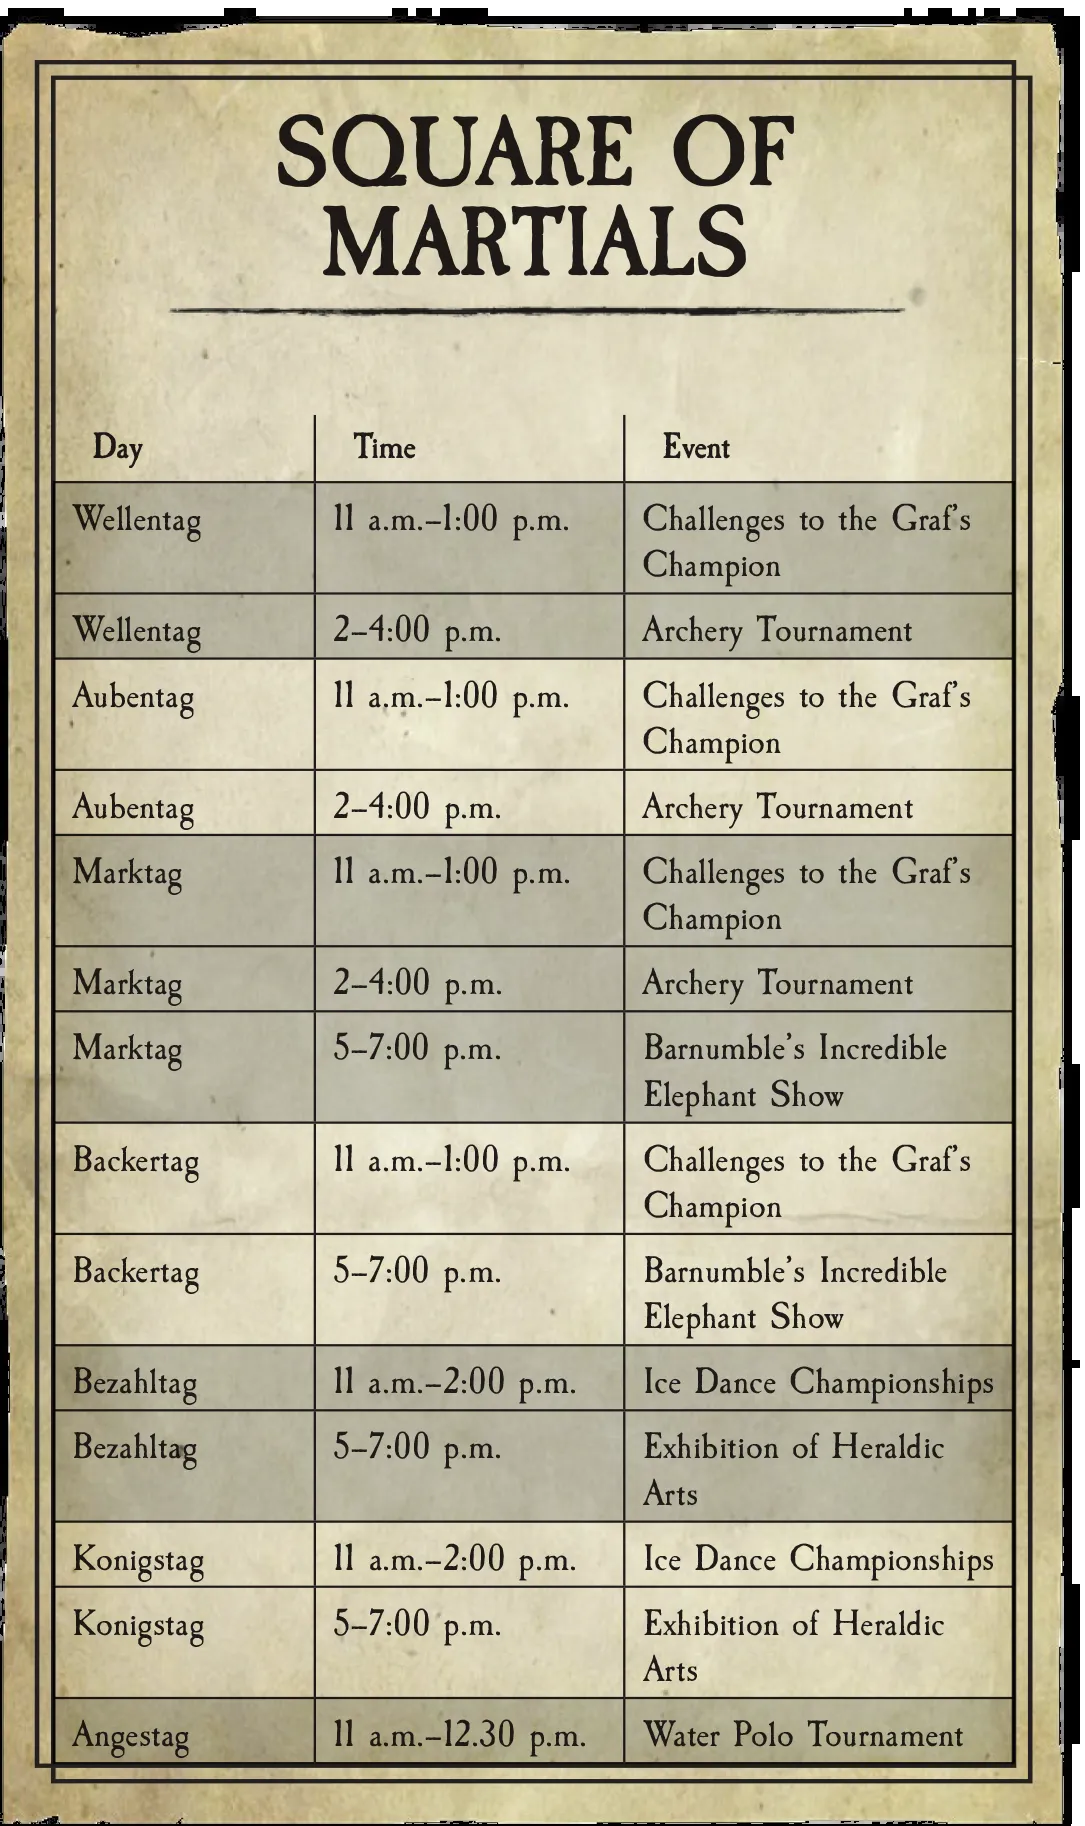 SQUARE OF
MARTIALS
Day Time Event
Wellentag 11 a.m.–1:00 p.m. Challenges to the Graf's
Champion
Wellentag 2–4:00 p.m. Archery Tournament
Aubentag 11 a.m.–1:00 p.m. Challenges to the Graf's
Champion
Aubentag 2–4:00 p.m. Archery Tournament
Marktag 11 a.m.–1:00 p.m. Challenges to the Graf's
Champion
Marktag 2–4:00 p.m. Archery Tournament
Marktag 5–7:00 p.m. Barnumble's Incredible
Elephant Show
Backertag 11 a.m.–1:00 p.m. Challenges to the Graf's
Champion
Backertag 5–7:00 p.m. Barnumble's Incredible
Elephant Show
Bezahltag 11 a.m.–2:00 p.m. Ice Dance Championships
Bezahltag 5–7:00 p.m. Exhibition of Heraldic
Arts
Konigstag 11 a.m.–2:00 p.m. Ice Dance Championships
Konigstag 5–7:00 p.m. Exhibition of Heraldic
Arts
Angestag 11 a.m.–12.30 p.m. Water Polo Tournament